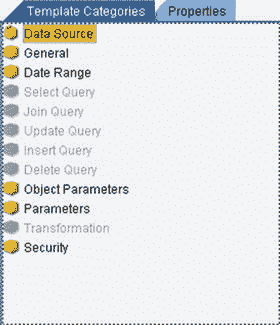 Template Categories Properties
Data Source
General
Date Range
Select Query
Join Query
Update Query
Insert Query
Delete Query
Object Parameters
Parameters
Transformation
Security